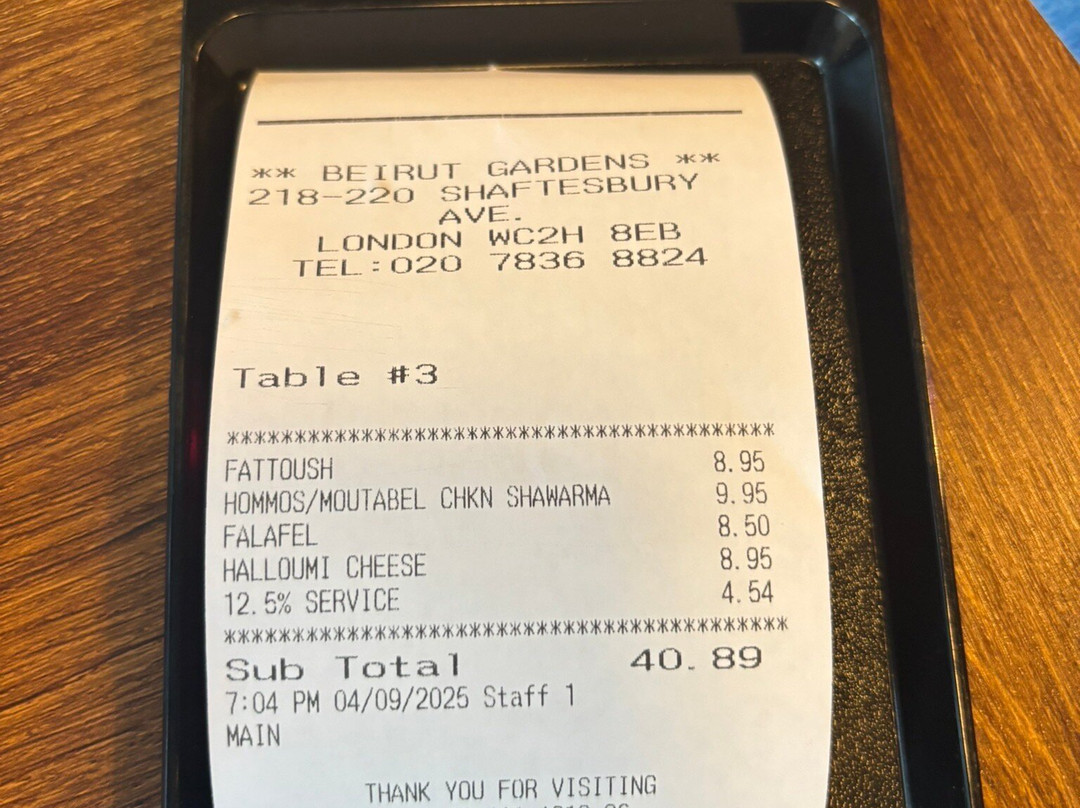 ** BEIRUT GARDENS **
218-220 SHAFTESBURY
AVE.
LONDON WC2H 8EB
TEL:020 7836 8824
Table #3
*****************************************
FATTOUSH 8.95
HOMMOS/MOUTABEL CHKN SHAWARMA 9.95
FALAFEL 8.50
HALLOUMI CHEESE 8.95
12.5% SERVICE 4.54
*****************************************
Sub Total 40.89
7:04 PM 04/09/2025 Staff 1
MAIN
THANK YOU FOR VISITING